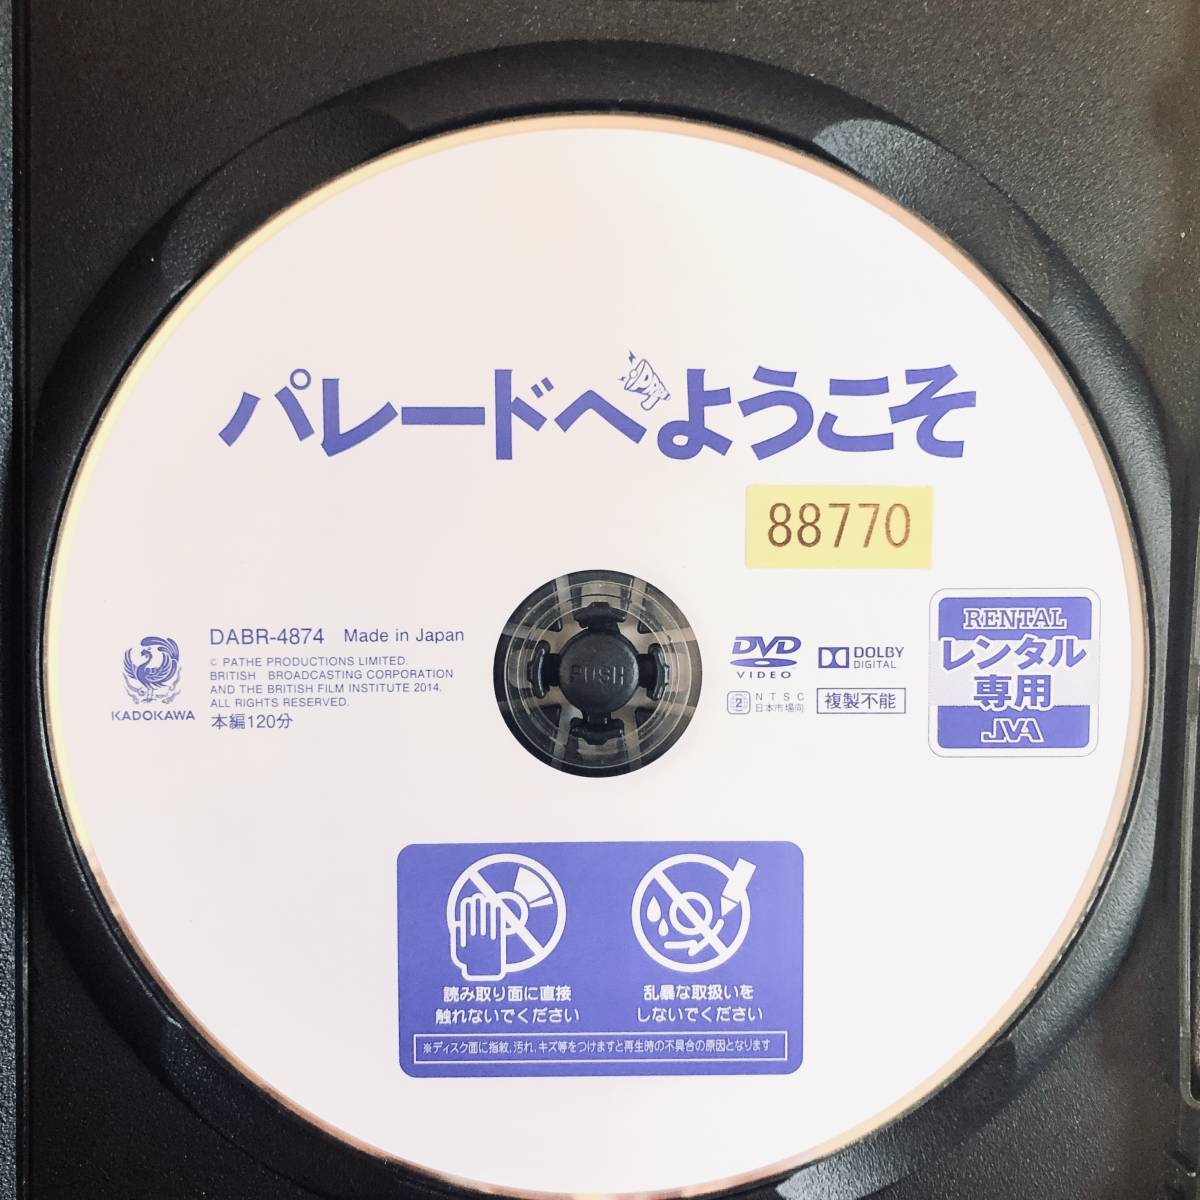 パレードへようこそ
88770
DABR-4874 Made in Japan
© PATHE PRODUCTIONS LIMITED.
BRITISH BROADCASTING CORPORATION
AND THE BRITISH FILM INSTITUTE 2014.
ALL RIGHTS RESERVED.
本編120分
KADOKAWA
PUSH
DVD
VIDEO
DOLBY
DIGITAL
2
NTSC
日本市場向
複製不能
RENTAL
レンタル
専用
JVA
読み取り面に直接
触れないでください
乱暴な取扱いを
しないでください
※ディスク面に指紋,汚れ,キズ等をつけますと再生時の不具合の原因となります